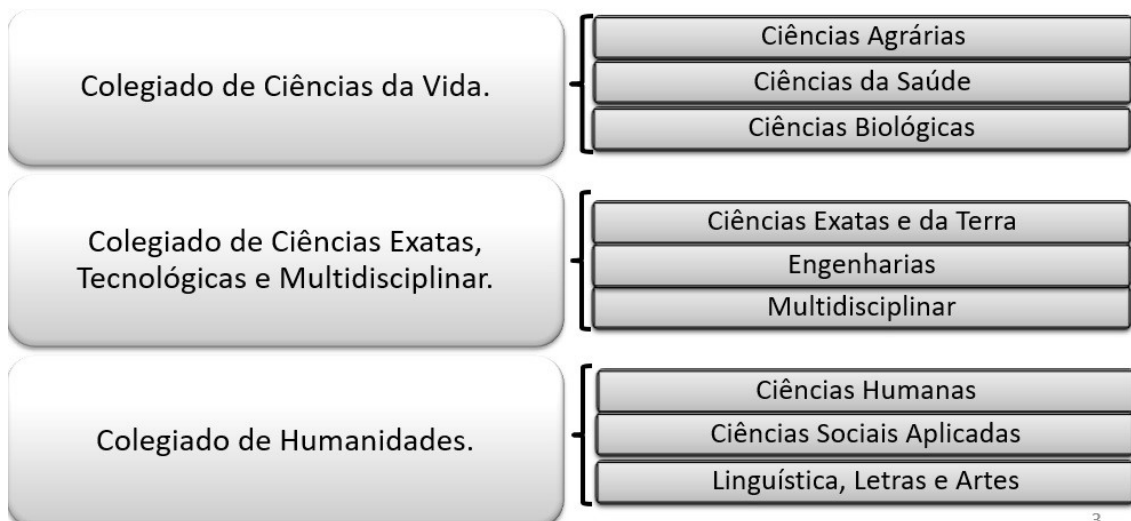 Colegiado de Ciências da Vida.
Ciências Agrárias
Ciências da Saúde
Ciências Biológicas
Colegiado de Ciências Exatas,
Tecnológicas e Multidisciplinar.
Ciências Exatas e da Terra
Engenharias
Multidisciplinar
Colegiado de Humanidades.
Ciências Humanas
Ciências Sociais Aplicadas
Linguística, Letras e Artes
3